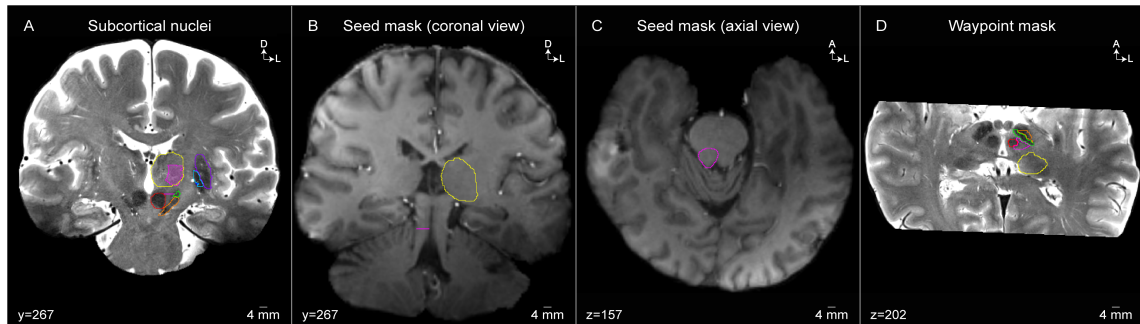 A Subcortical nuclei
D
L
y=267
4 mm
B Seed mask (coronal view)
D
L
y=267
4 mm
C Seed mask (axial view)
A
L
z=157
4 mm
D Waypoint mask
A
L
z=202
4 mm